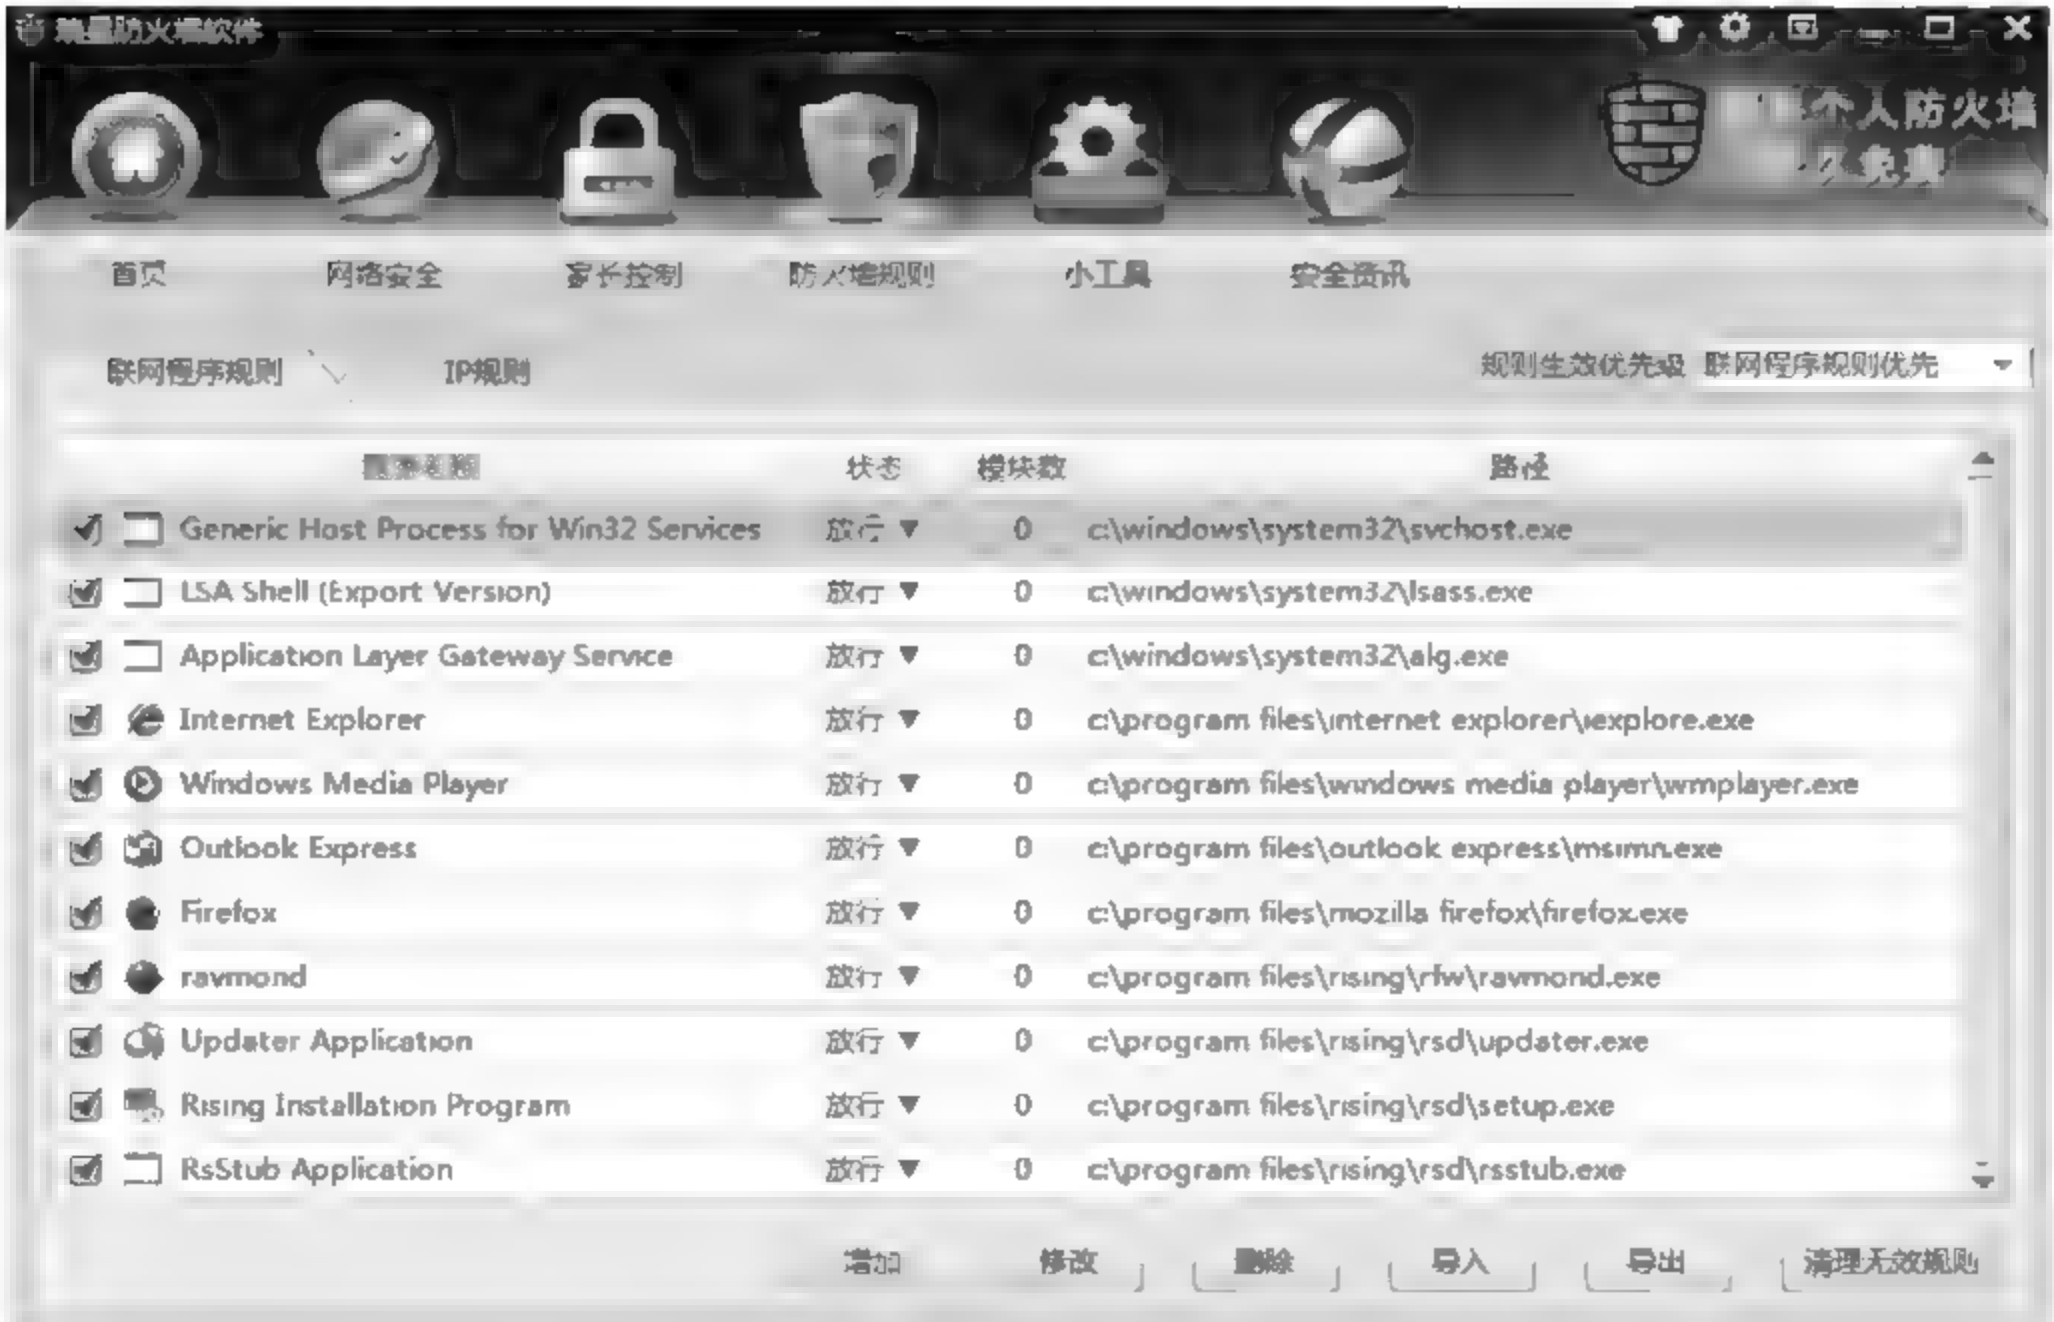 瑞星防火墙软件
个人防火墙
久免费
首页 网络安全 家长控制 防火墙规则 小工具 安全资讯
联网程序规则 IP规则 规则生效优先级 联网程序规则优先
状态 模块数 路径
Generic Host Process for Win32 Services 放行 0 c:\windows\system32\svchost.exe
LSA Shell (Export Version) 放行 0 c:\windows\system32\lsass.exe
Application Layer Gateway Service 放行 0 c:\windows\system32\alg.exe
Internet Explorer 放行 0 c:\program files\internet explorer\iexplore.exe
Windows Media Player 放行 0 c:\program files\windows media player\wmplayer.exe
Outlook Express 放行 0 c:\program files\outlook express\msimn.exe
Firefox 放行 0 c:\program files\mozilla firefox\firefox.exe
ravmond 放行 0 c:\program files\rising\rfw\ravmond.exe
Updater Application 放行 0 c:\program files\rising\rsd\updater.exe
Rising Installation Program 放行 0 c:\program files\rising\rsd\setup.exe
RsStub Application 放行 0 c:\program files\rising\rsd\rsstub.exe
增加 修改 删除 导入 导出 清理无效规则